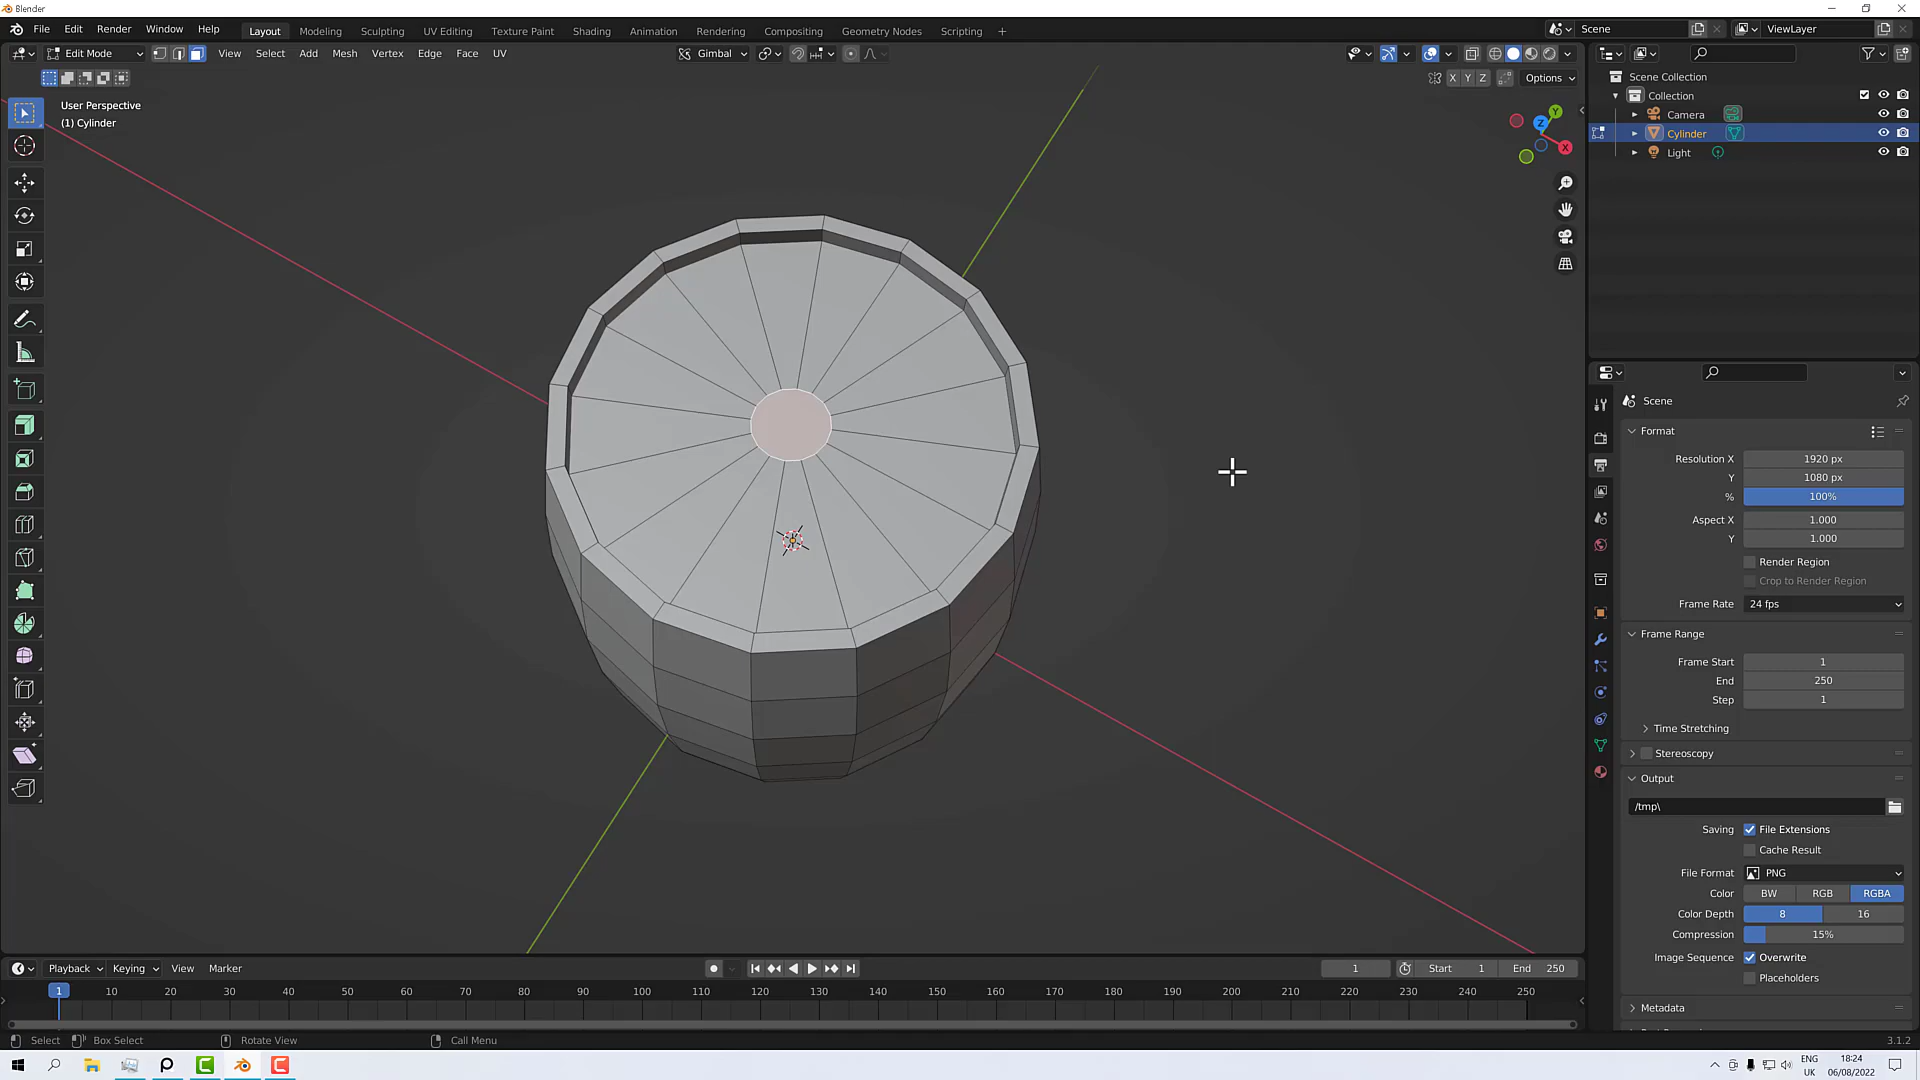 Blender
File Edit Render Window Help Layout Modeling Sculpting UV Editing Texture Paint Shading Animation Rendering Compositing Geometry Nodes Scripting + Scene ViewLayer
Edit Mode View Select Add Mesh Vertex Edge Face UV Gimbal
X Y Z Options
User Perspective
(1) Cylinder
Y
Z
X
Scene Collection
Collection
Camera
Cylinder
Light
Scene
Format
Resolution X 1920 px
Y 1080 px
% 100%
Aspect X 1.000
Y 1.000
Render Region
Crop to Render Region
Frame Rate 24 fps
Frame Range
Frame Start 1
End 250
Step 1
Time Stretching
Stereoscopy
Output
/tmp\
Saving File Extensions
Cache Result
File Format PNG
Color BW RGB RGBA
Color Depth 8 16
Compression 15%
Image Sequence Overwrite
Placeholders
Metadata
Playback Keying View Marker 1 Start 1 End 250
1 10 20 30 40 50 60 70 80 90 100 110 120 130 140 150 160 170 180 190 200 210 220 230 240 250
Select Box Select Rotate View Call Menu 3.1.2
ENG
UK
18:24
06/08/2022